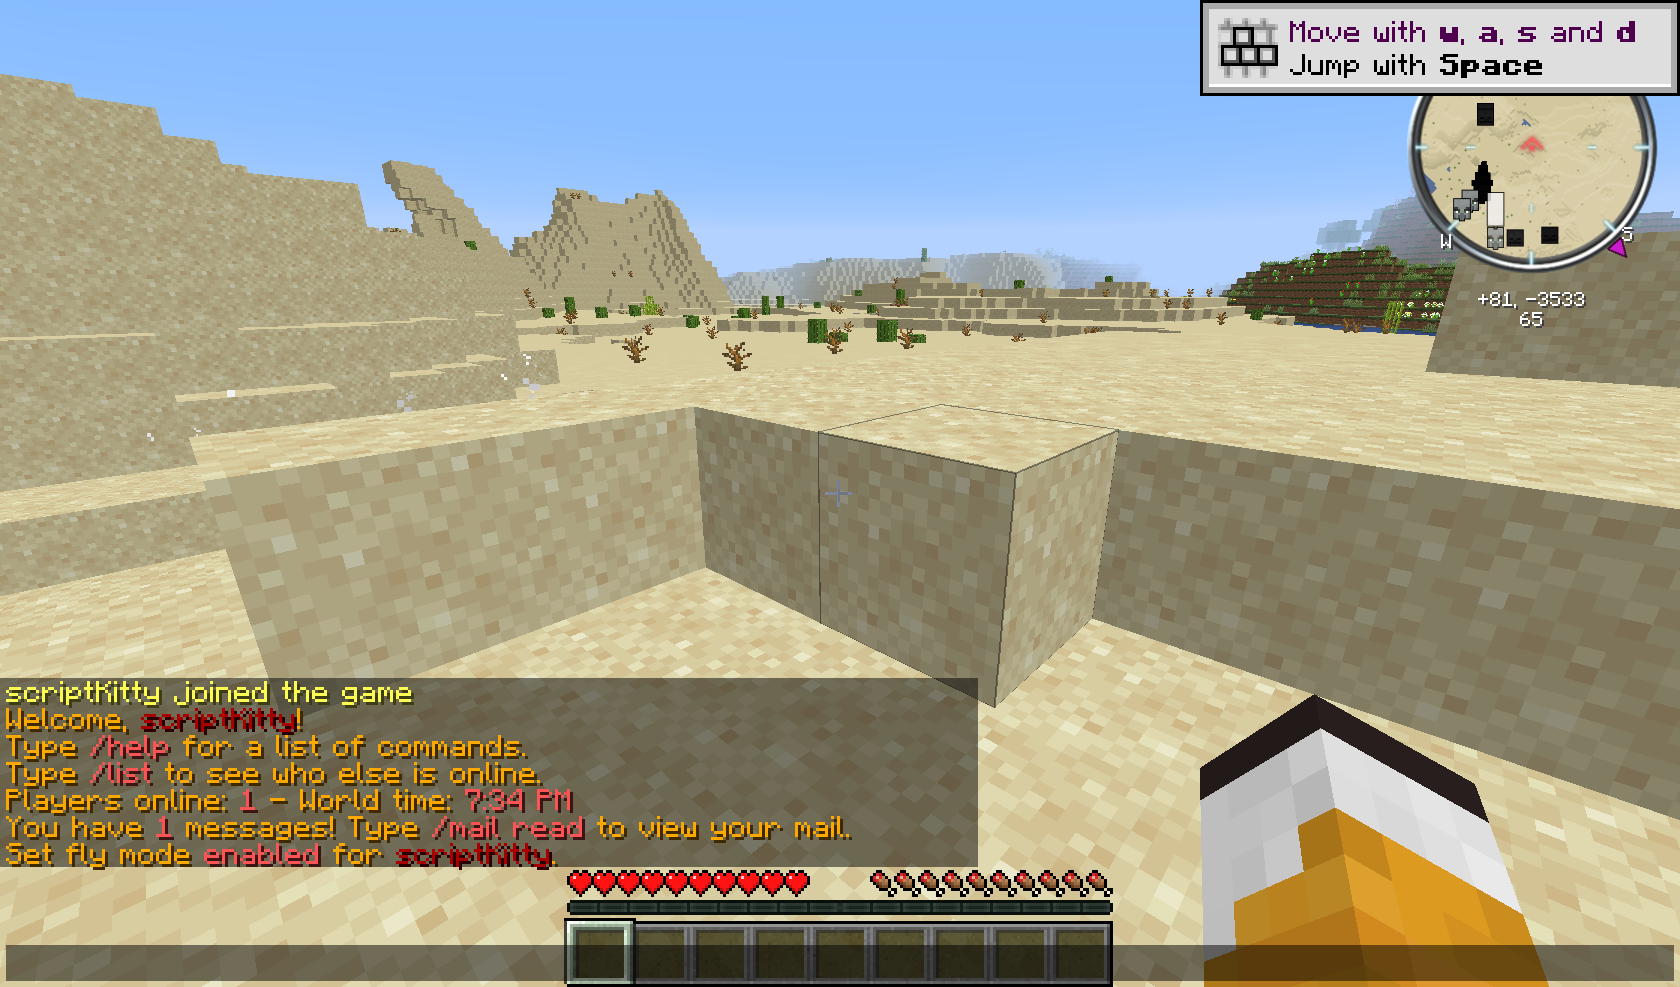 Move with w, a, s and d
Jump with Space
W
S
+81, -3533
65
scriptKitty joined the game
Welcome, scriptKitty!
Type /help for a list of commands.
Type /list to see who else is online.
Players online: 1 - World time: 7:34 PM
You have 1 messages! Type /mail read to view your mail.
Set fly mode enabled for scriptKitty.